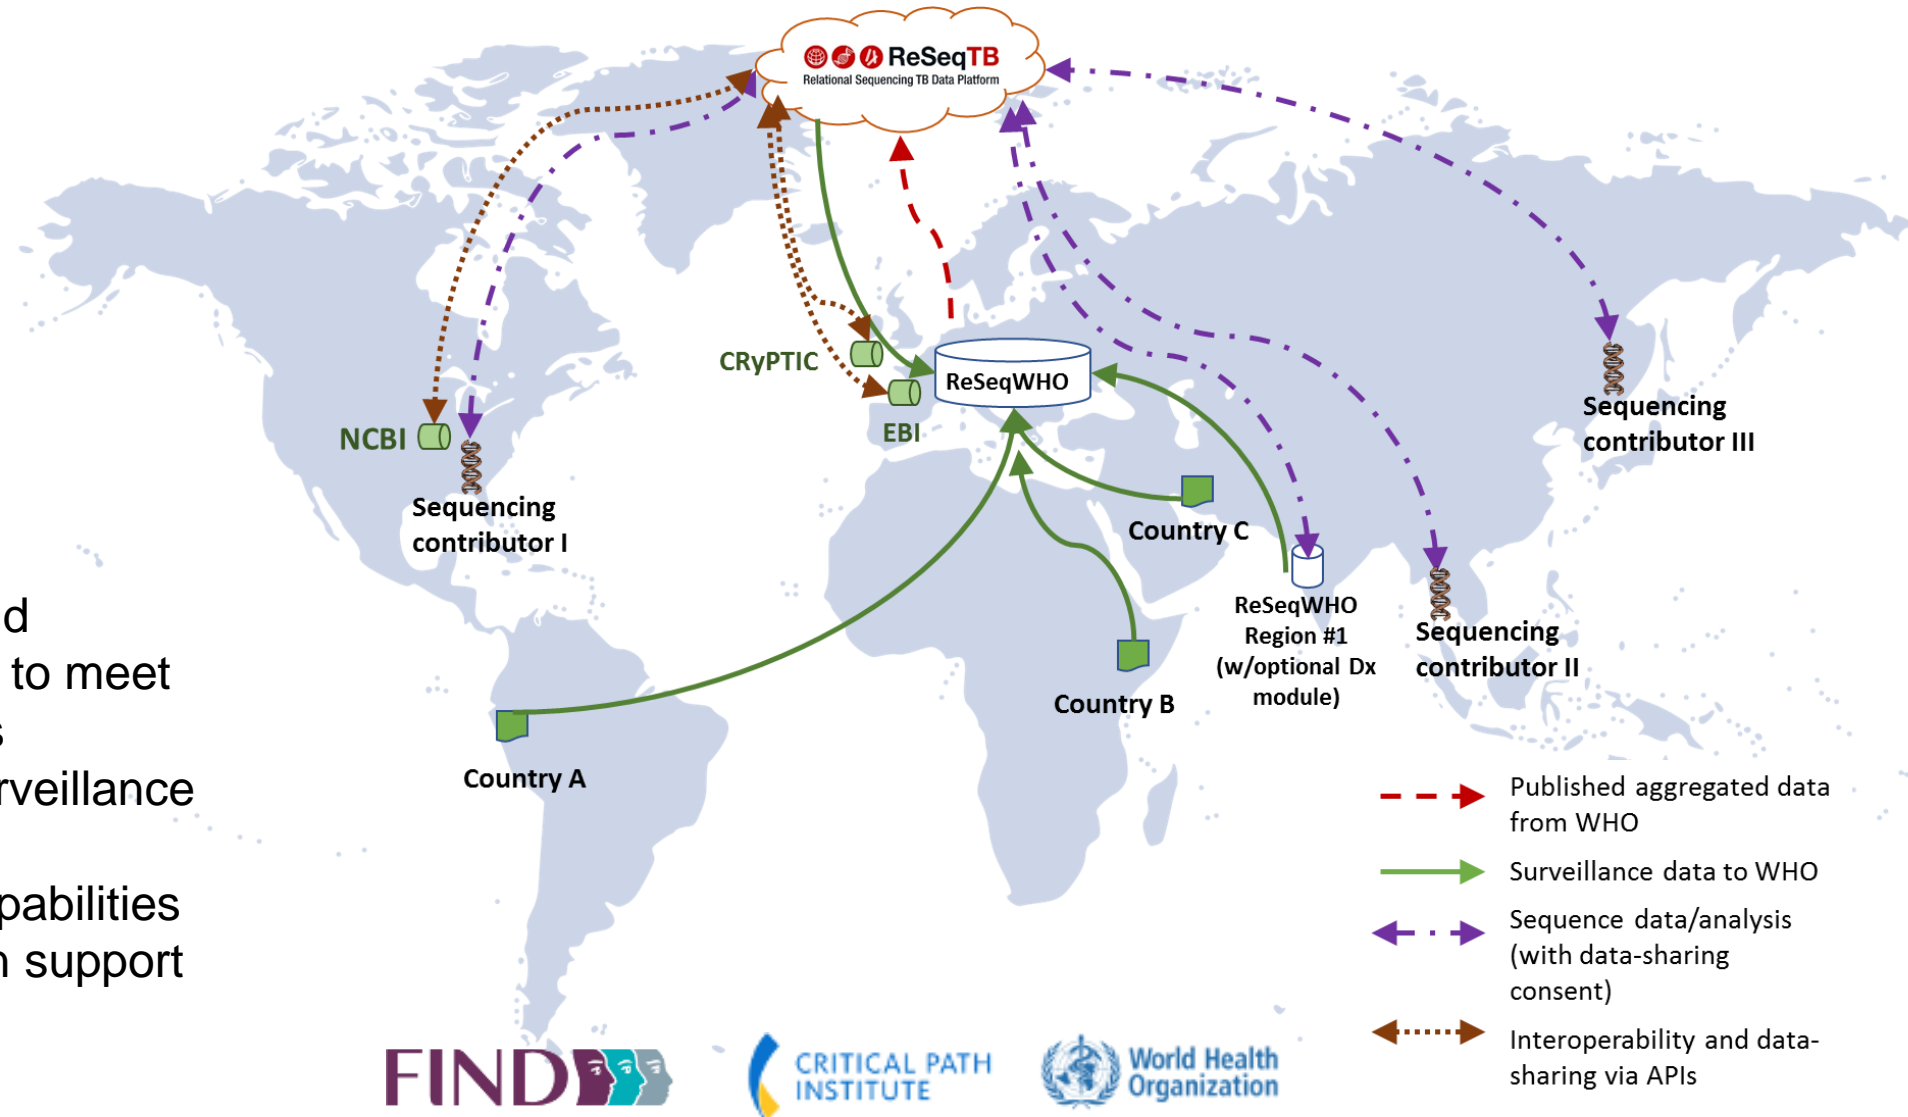 ReSeqTB
Relational Sequencing TB Data Platform
CRyPTIC
ReSeqWHO
EBI
NCBI
Sequencing
contributor I
Sequencing
contributor III
Country C
ReSeqWHO
Region #1
(w/optional Dx
module)
Sequencing
contributor II
Country B
Country A
d
to meet
s
rveillance
pabilities
n support
Published aggregated data
from WHO
Surveillance data to WHO
Sequence data/analysis
(with data-sharing
consent)
Interoperability and data-
sharing via APIs
FIND
CRITICAL PATH
INSTITUTE
World Health
Organization